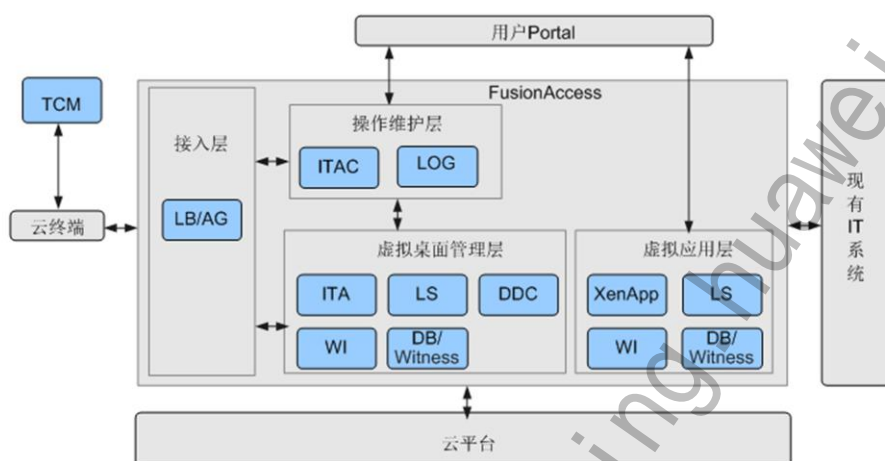 用户Portal
FusionAccess
TCM
接入层
操作维护层
ITAC
LOG
LB/AG
云终端
虚拟桌面管理层
ITA
LS
DDC
WI
DB/
Witness
虚拟应用层
XenApp
LS
WI
DB/
Witness
现
有
IT
系
统
云平台
ing.huawei